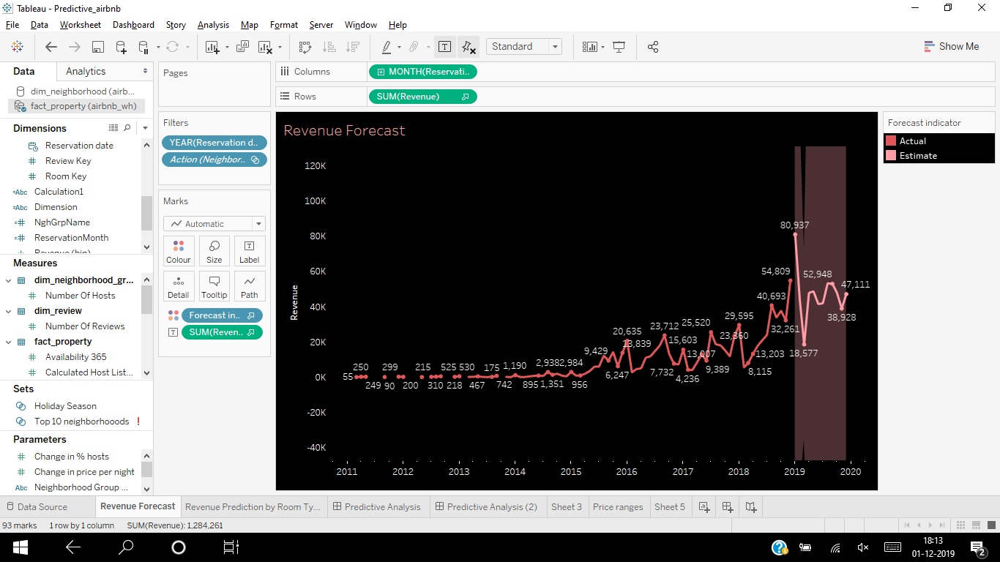 Tableau - Predictive_airbnb
File Data Worksheet Dashboard Story Analysis Map Format Server Window Help
Standard
Show Me
Data Analytics
dim_neighborhood (airb...
fact_property (airbnb_wh)
Dimensions
Reservation date
Review Key
Room Key
Abc Calculation1
Abc Dimension
NghGrpName
ReservationMonth
Revenue (bin)
Measures
dim_neighborhood_gr...
Number Of Hosts
dim_review
Number Of Reviews
fact_property
Availability 365
Calculated Host List...
Sets
Holiday Season
Top 10 neighborhooods !
Parameters
Change in % hosts
Change in price per night
Abc Neighborhood Group ...
Pages
Filters
YEAR(Reservation d..
Action (Neighbor..
Marks
Automatic
Colour Size Label
Detail Tooltip Path
Forecast in..
SUM(Reven..
Columns MONTH(Reservati..
Rows SUM(Revenue)
Revenue Forecast
Revenue
120K
100K
80K
60K
40K
20K
0K
-20K
-40K
55 250 249 299 90 200 215 310 525 218 530 467 175 742 1,190 895 2,938 1,351 2,984 956 9,429 6,247 20,635 13,839 23,712 7,732 15,603 4,236 25,520 13,007 9,389 29,595 23,360 8,115 13,203 40,693 32,261 54,809
80,937 18,577 52,948 38,928 47,111
2011 2012 2013 2014 2015 2016 2017 2018 2019 2020
Forecast indicator
Actual
Estimate
Data Source Revenue Forecast Revenue Prediction by Room Ty... Predictive Analysis Predictive Analysis (2) Sheet 3 Price ranges Sheet 5
93 marks 1 row by 1 column SUM(Revenue): 1,284,261
18:13
01-12-2019
2